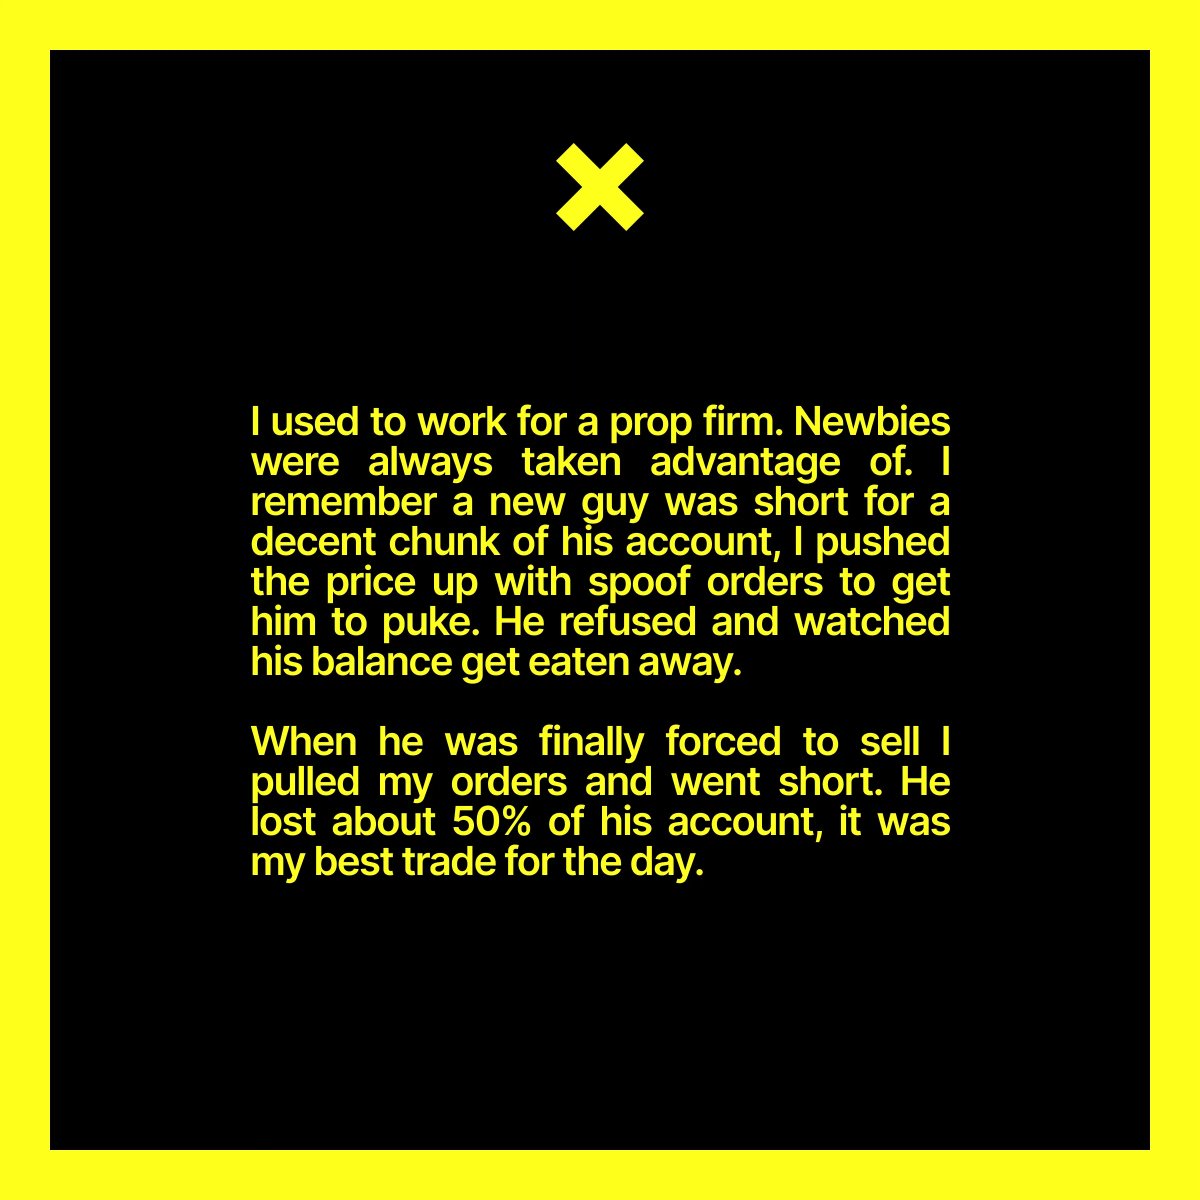 I used to work for a prop firm. Newbies
were always taken advantage of. I
remember a new guy was short for a
decent chunk of his account, I pushed
the price up with spoof orders to get
him to puke. He refused and watched
his balance get eaten away.
When he was finally forced to sell I
pulled my orders and went short. He
lost about 50% of his account, it was
my best trade for the day.